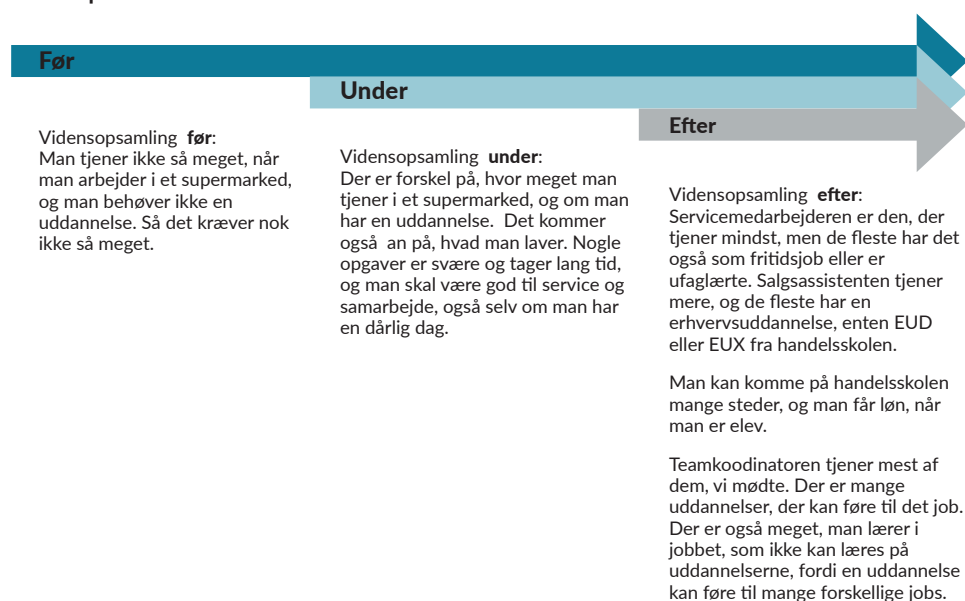 Før
Under
Efter
Vidensopsamling før:
Man tjener ikke så meget, når
man arbejder i et supermarked,
og man behøver ikke en
uddannelse. Så det kræver nok
ikke så meget.
Vidensopsamling under:
Der er forskel på, hvor meget man
tjener i et supermarked, og om man
har en uddannelse. Det kommer
også an på, hvad man laver. Nogle
opgaver er svære og tager lang tid,
og man skal være god til service og
samarbejde, også selv om man har
en dårlig dag.
Vidensopsamling efter:
Servicemedarbejderen er den, der
tjener mindst, men de fleste har det
også som fritidsjob eller er
ufaglærte. Salgsassistenten tjener
mere, og de fleste har en
erhvervsuddannelse, enten EUD
eller EUX fra handelsskolen.
Man kan komme på handelsskolen
mange steder, og man får løn, når
man er elev.
Teamkoodinatoren tjener mest af
dem, vi mødte. Der er mange
uddannelser, der kan føre til det job.
Der er også meget, man lærer i
jobbet, som ikke kan læres på
uddannelserne, fordi en uddannelse
kan føre til mange forskellige jobs.